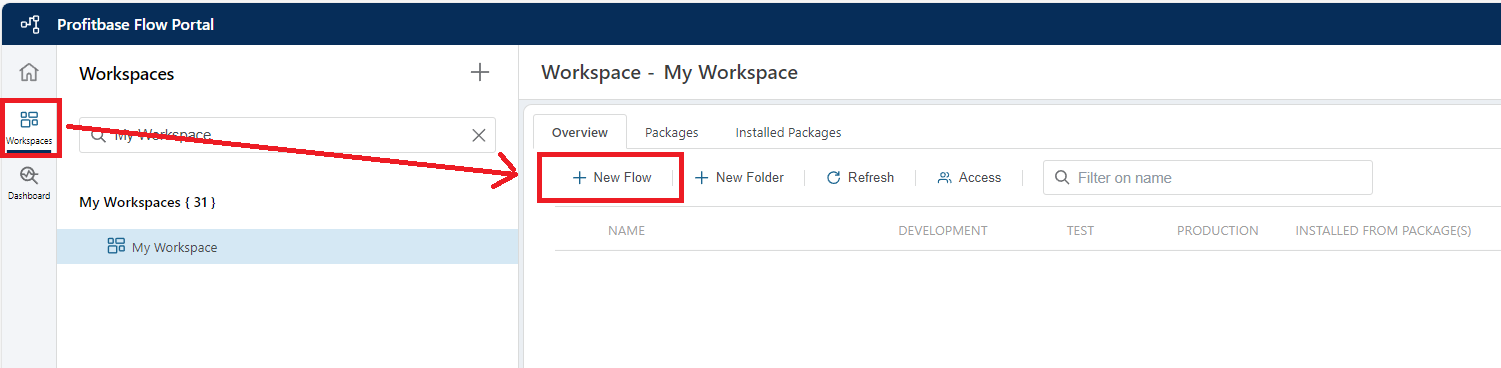 Profitbase Flow Portal
Workspaces
Workspace - My Workspace
Workspaces
My Workspace
Overview Packages Installed Packages
New Flow New Folder Refresh Access Filter on name
Dashboard
My Workspaces { 31 }
NAME DEVELOPMENT TEST PRODUCTION INSTALLED FROM PACKAGE(S)
My Workspace